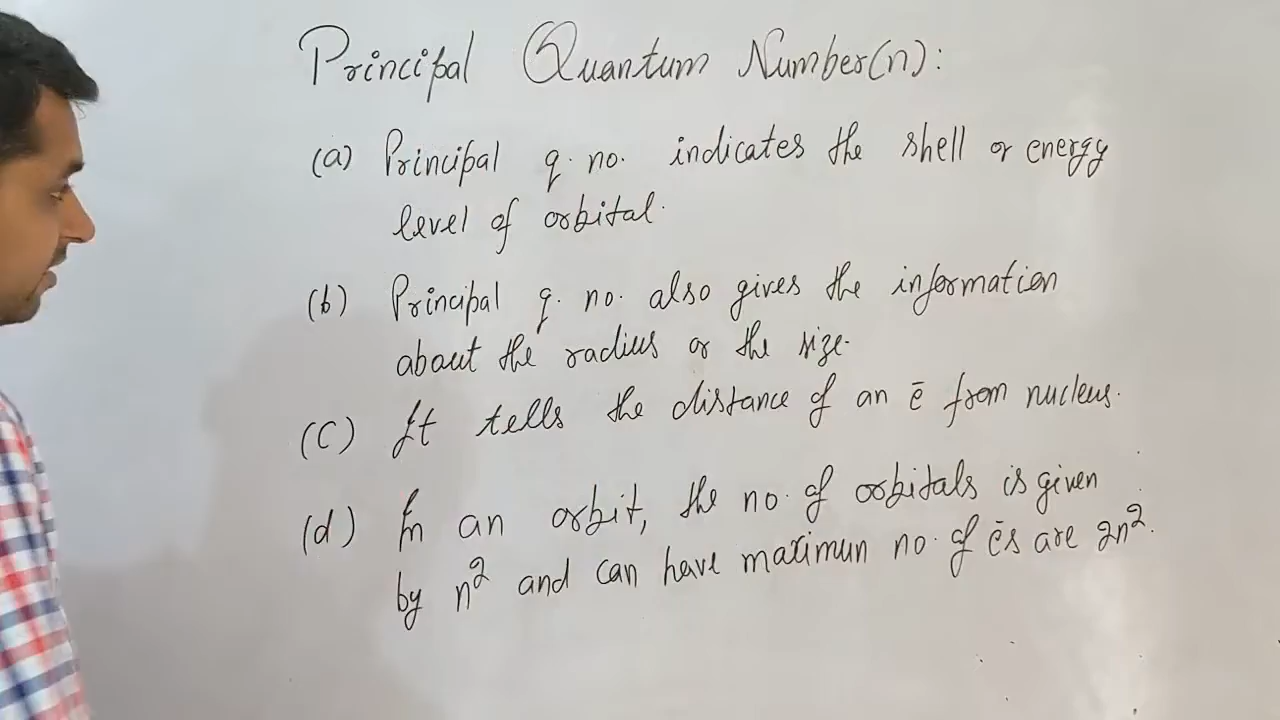 Principal Quantum Number(n):
(a) Principal q. no. indicates the shell or energy
level of orbital.
(b) Principal q. no. also gives the information
about the radius or the size.
(C) It tells the distance of an ē from nucleus.
(d) In an orbit, the no. of orbitals is given
by n² and can have maximun no. of ēs are 2n².